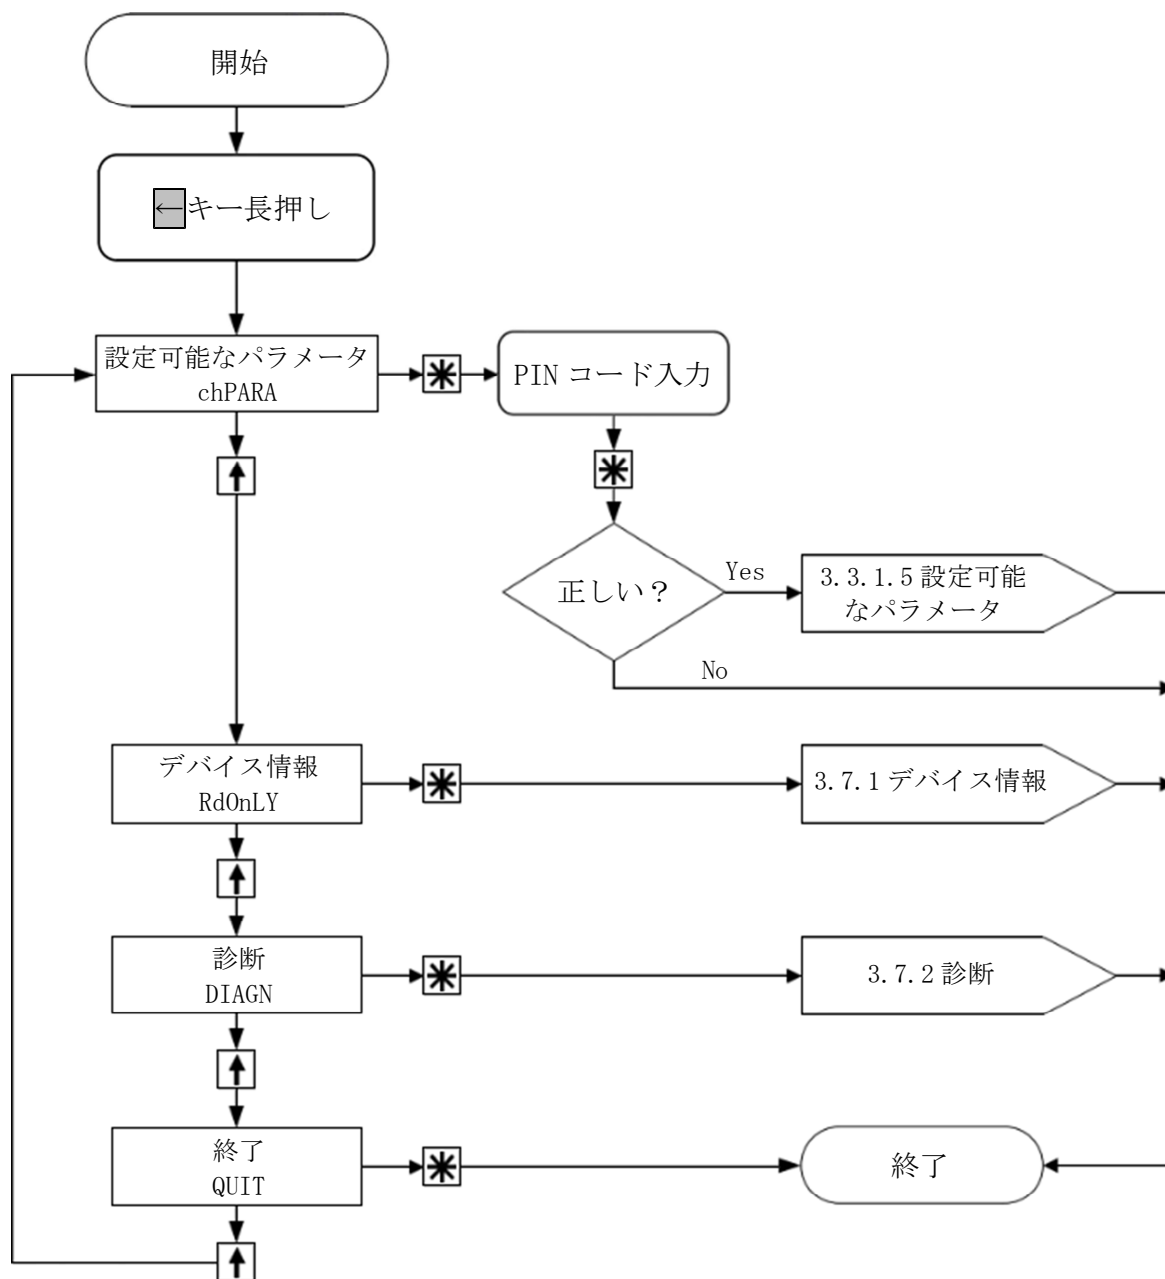 開始
←キー長押し
設定可能なパラメータ
chPARA
PIN コード入力
正しい？
Yes
3.3.1.5 設定可能
なパラメータ
No
デバイス情報
RdOnLY
3.7.1 デバイス情報
診断
DIAGN
3.7.2 診断
終了
QUIT
終了